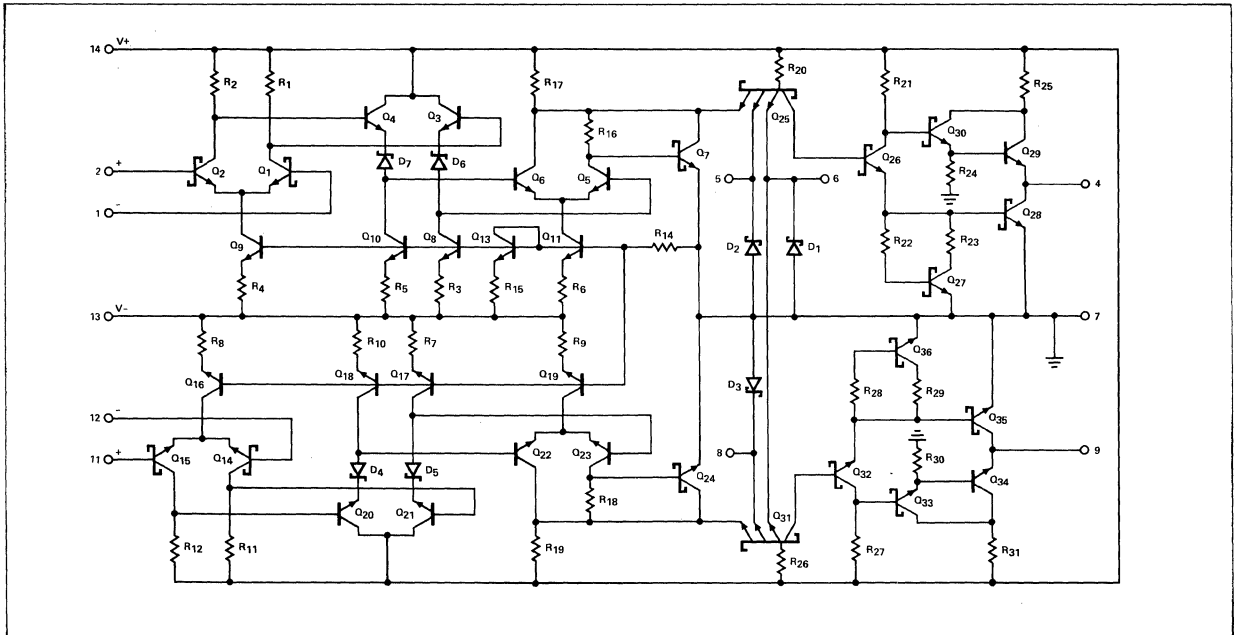 14 V+
R2 R1 R17 R20 R21 R25
Q4 Q3 Q25 Q30
R16 Q7
D7 D6 Q26 Q29
2 + Q2 Q1 Q6 Q5 R24
5 6 4
1 − Q28
Q9 Q10 Q8 Q13 Q11 R14 D2 D1 R22 R23
R4 R5 R3 R15 R6 Q27
13 V− 7
R8 R10 R7 R9 Q36
Q16 Q18 Q17 Q19 D3 R28 R29
12 − Q35
11 + Q15 Q14 Q22 Q23 8 R30 9
D4 D5 Q24 Q32 Q34
R18 Q33
Q20 Q21 Q31
R12 R11 R19 R26 R27 R31